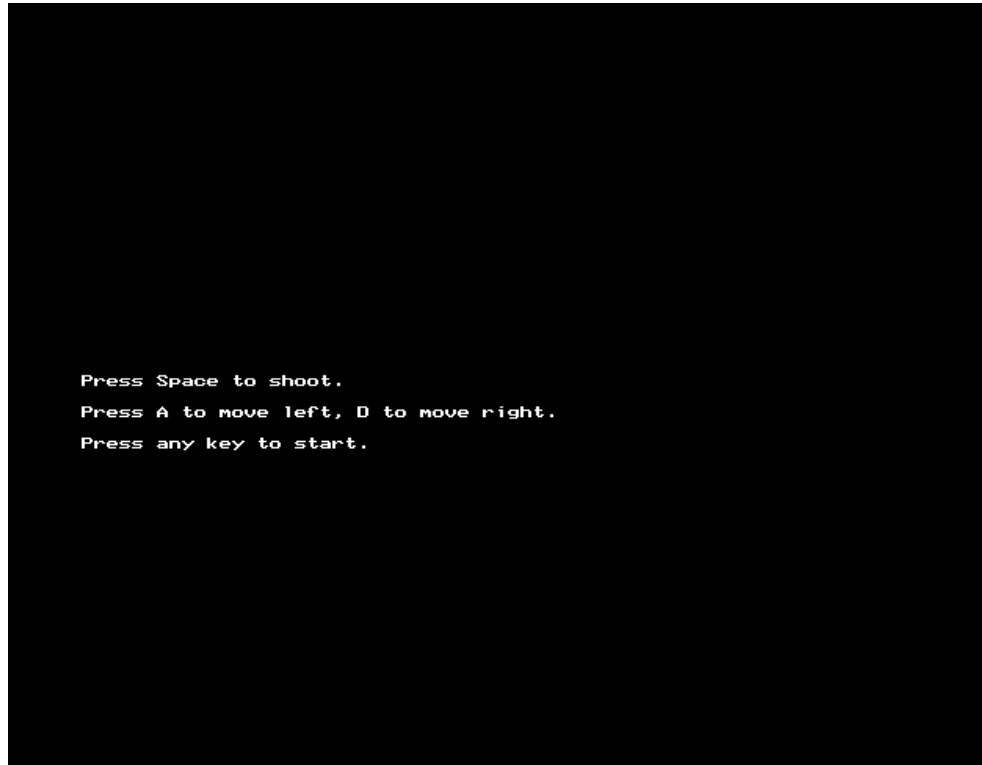 Press Space to shoot.
Press A to move left, D to move right.
Press any key to start.